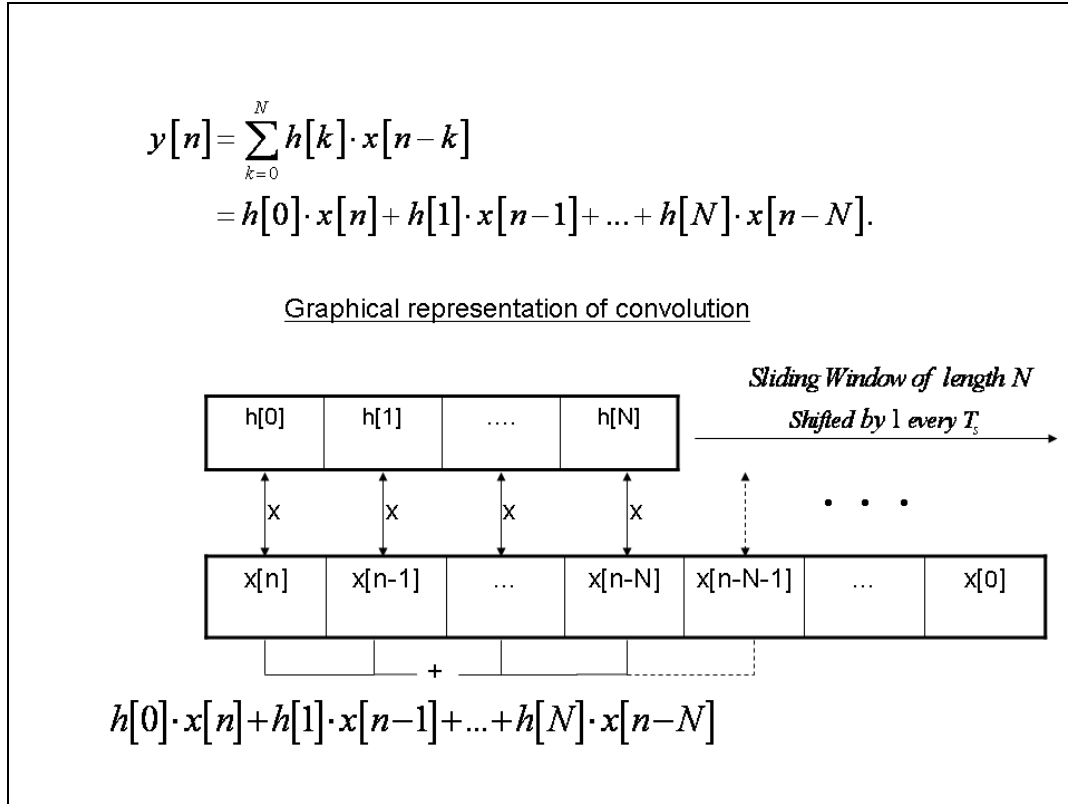 y[n] = ∑_{k=0}^{N} h[k] · x[n−k]
= h[0] · x[n] + h[1] · x[n−1] + ... + h[N] · x[n−N].
Graphical representation of convolution
Sliding Window of length N
Shifted by 1 every T_s
h[0] h[1] .... h[N]
x x x x
. . .
x[n] x[n-1] ... x[n-N] x[n-N-1] ... x[0]
+
h[0] · x[n] + h[1] · x[n−1] + ... + h[N] · x[n−N]